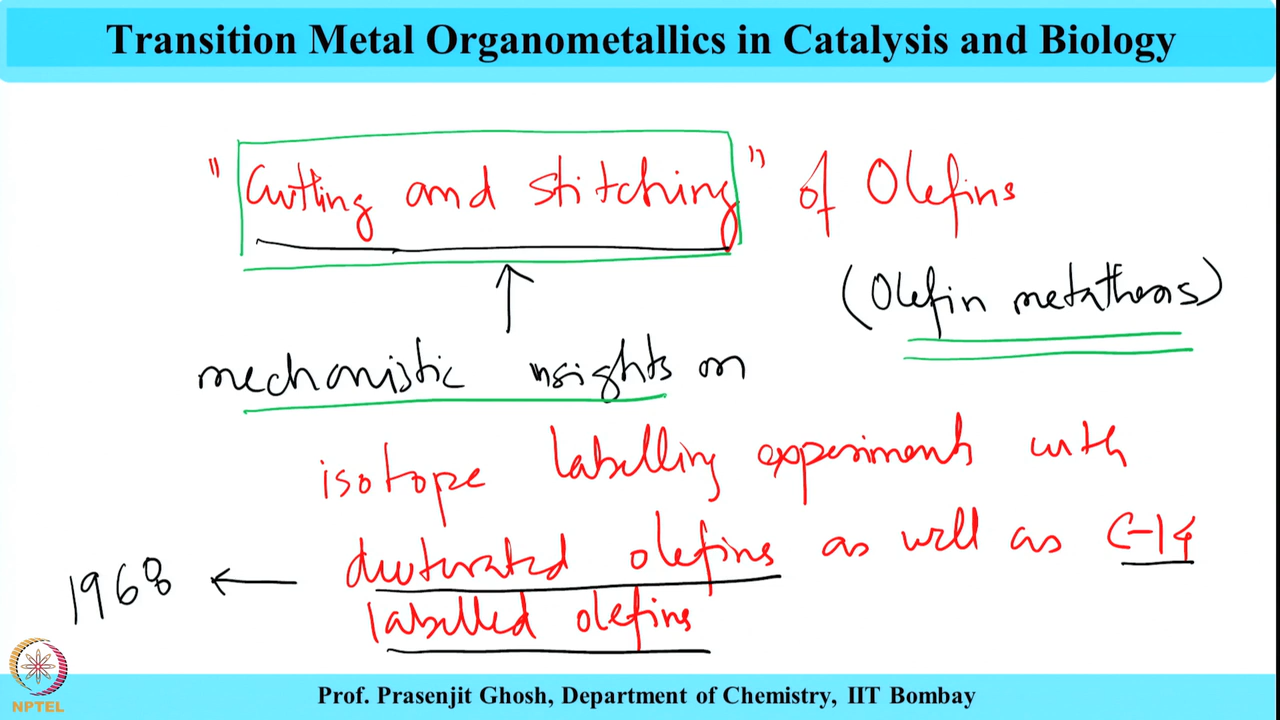 Transition Metal Organometallics in Catalysis and Biology
"Cutting and stitching" of Olefins
(Olefin metathesis)
mechanistic insights on
isotope labelling experiments with
deuterated olefins as well as C-14
1968 ← labelled olefins
NPTEL
Prof. Prasenjit Ghosh, Department of Chemistry, IIT Bombay